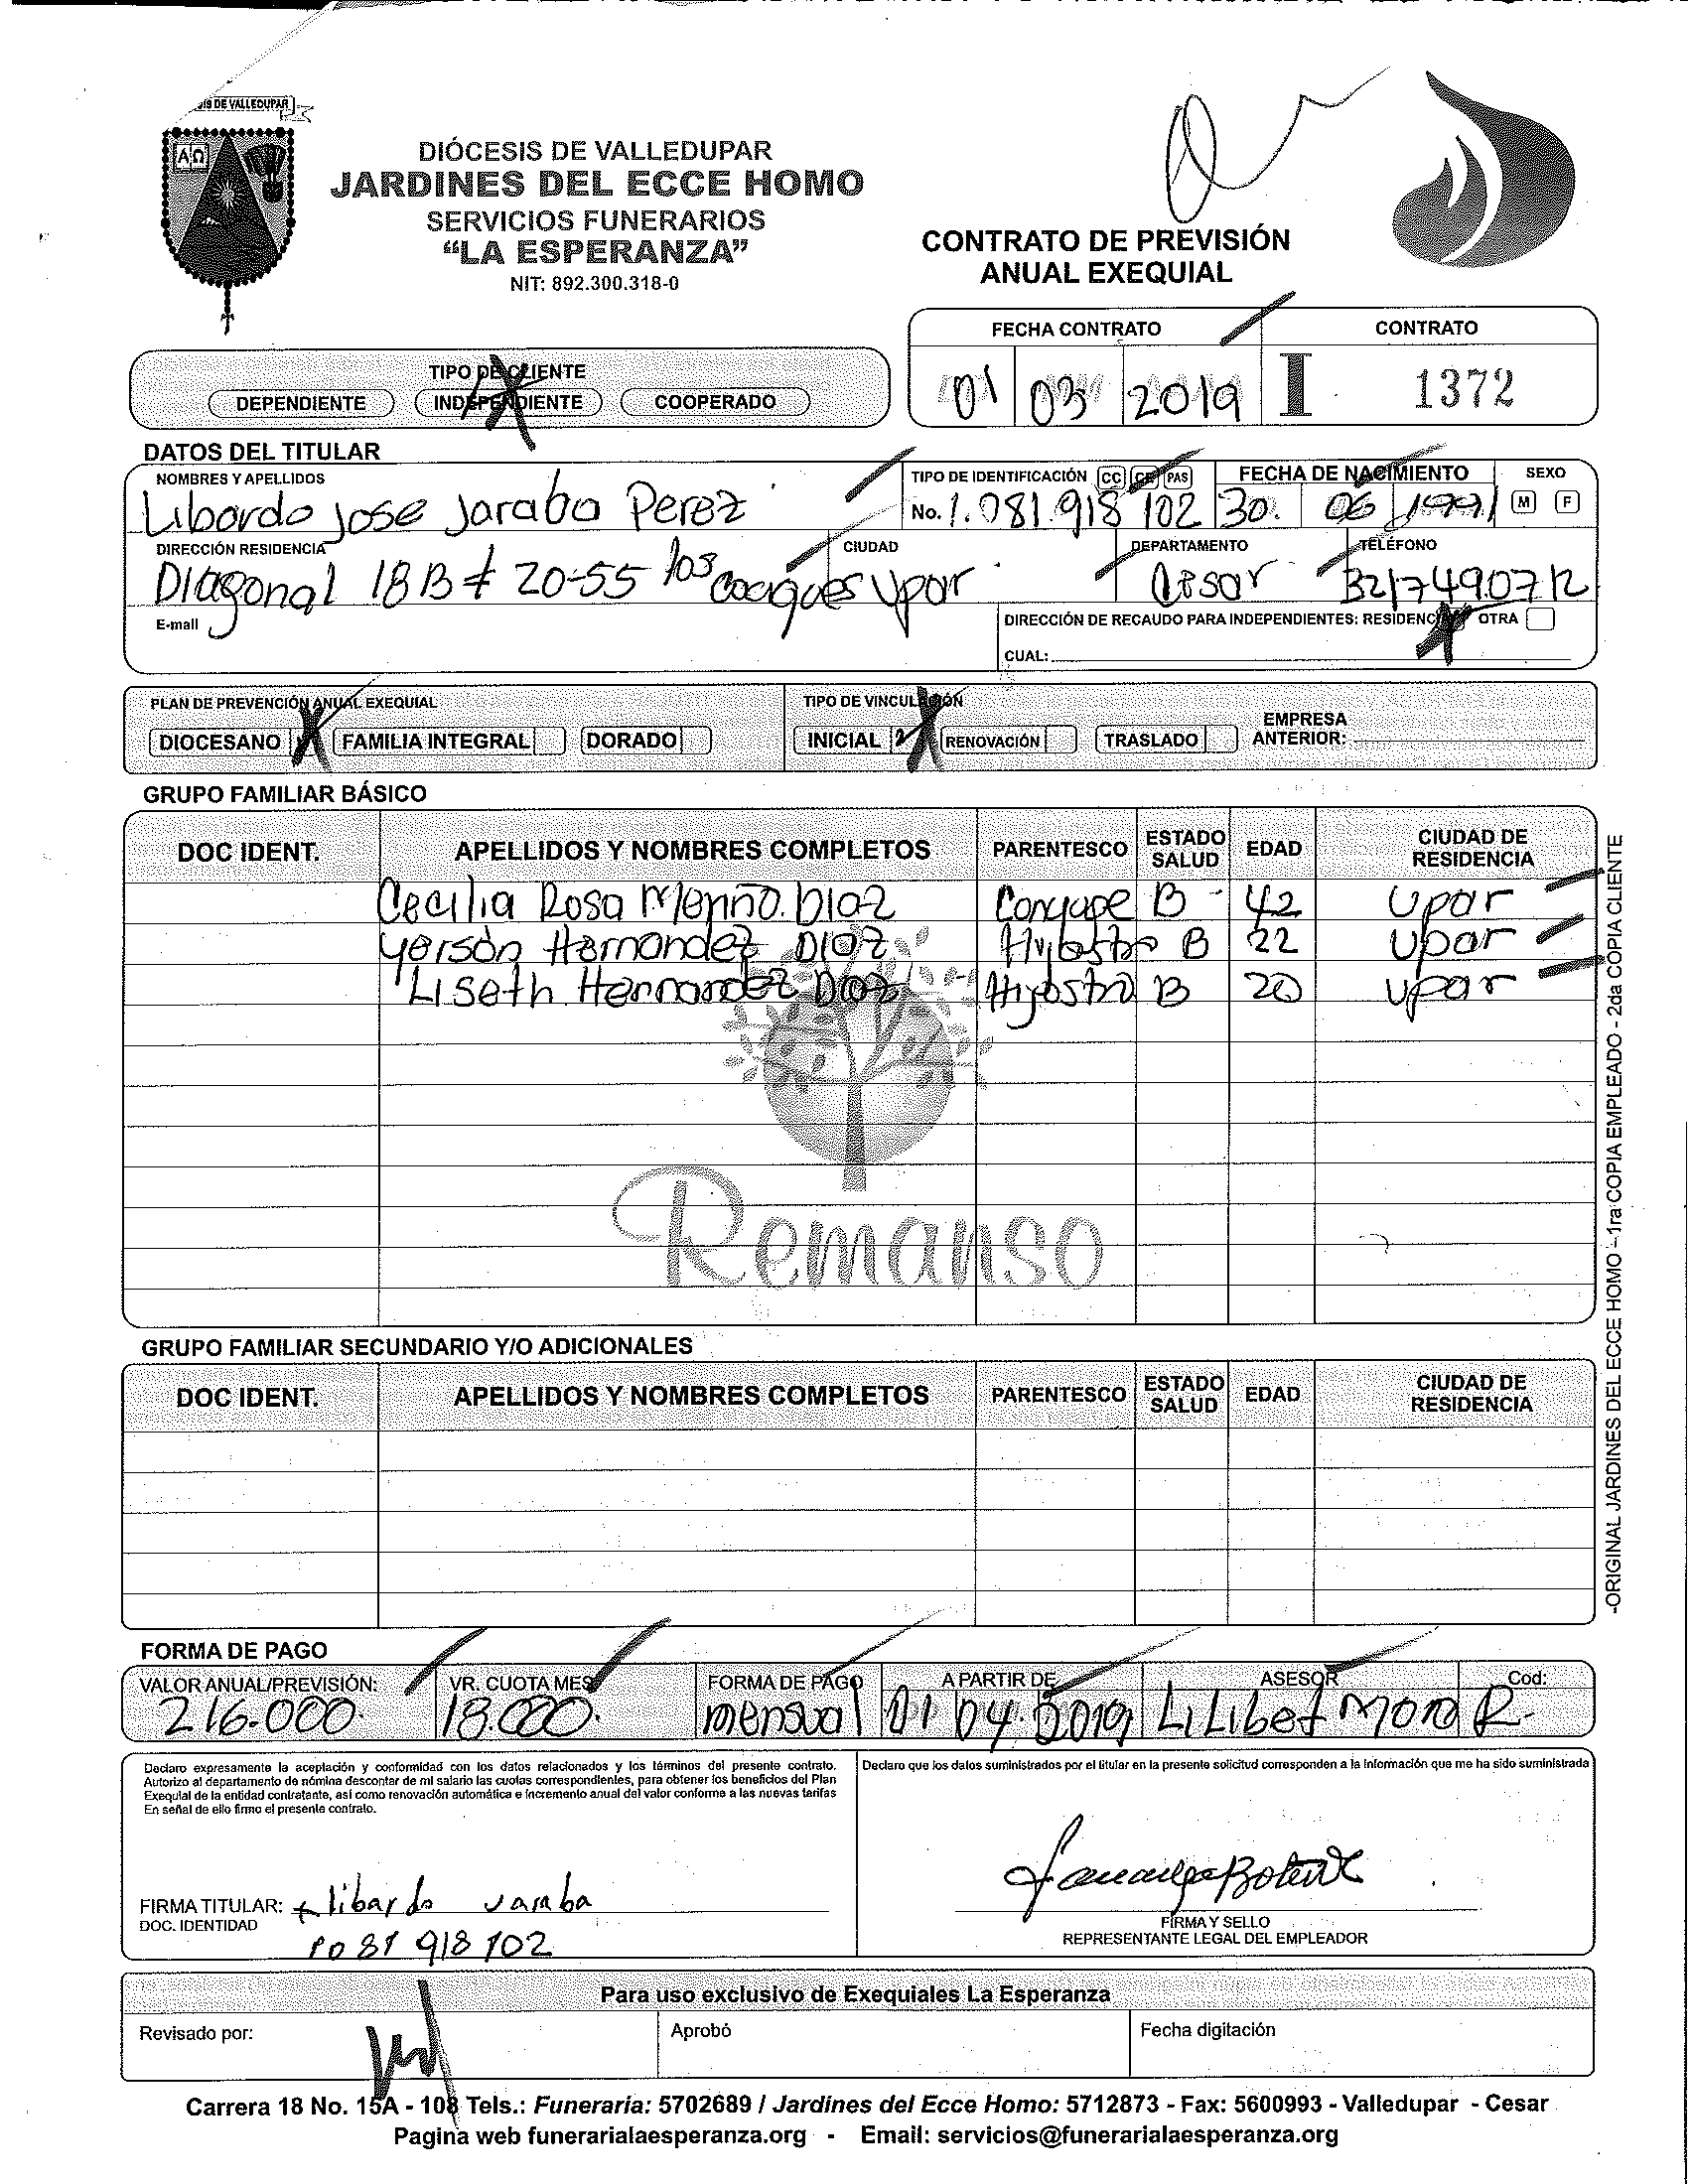 DIÓCESIS DE VALLEDUPAR
JARDINES DEL ECCE HOMO
SERVICIOS FUNERARIOS
“LA ESPERANZA”
NIT: 892.300.318-0
CONTRATO DE PREVISIÓN
ANUAL EXEQUIAL
FECHA CONTRATO CONTRATO
01 03 2019 I 1372
TIPO DE CLIENTE
DEPENDIENTE INDEPENDIENTE COOPERADO
DATOS DEL TITULAR
NOMBRES Y APELLIDOS TIPO DE IDENTIFICACIÓN CC CE PAS FECHA DE NACIMIENTO SEXO
Libardo Jose Jaraba Perez No. 1.081.918 102 30. 06 1991 M F
DIRECCIÓN RESIDENCIA CIUDAD DEPARTAMENTO TELÉFONO
Diagonal 18B # 20-55 los Upar Cesar 3217490712
E-mail DIRECCIÓN DE RECAUDO PARA INDEPENDIENTES: RESIDENCIA OTRA
CUAL:
PLAN DE PREVENCIÓN ANUAL EXEQUIAL TIPO DE VINCULACIÓN
DIOCESANO FAMILIA INTEGRAL DORADO INICIAL RENOVACIÓN TRASLADO EMPRESA ANTERIOR:
GRUPO FAMILIAR BÁSICO
DOC IDENT. APELLIDOS Y NOMBRES COMPLETOS PARENTESCO ESTADO SALUD EDAD CIUDAD DE RESIDENCIA
Cecilia Rosa Diaz B 42 Upar
Yerson Hernandez Diaz B 22 Upar
Liseth Hernandez Diaz Hijastra B 20 Upar
Remanso
GRUPO FAMILIAR SECUNDARIO Y/O ADICIONALES
DOC IDENT. APELLIDOS Y NOMBRES COMPLETOS PARENTESCO ESTADO SALUD EDAD CIUDAD DE RESIDENCIA
-ORIGINAL JARDINES DEL ECCE HOMO -1ra COPIA EMPLEADO - 2da COPIA CLIENTE
FORMA DE PAGO
VALOR ANUAL/PREVISIÓN: VR. CUOTA MES FORMA DE PAGO A PARTIR DE ASESOR Cod:
216.000 18.000. mensual 01 04 2019 Lilibet Mora R.
Declaro expresamente la aceptación y conformidad con los datos relacionados y los términos del presente contrato.
Autorizo al departamento de nómina descontar de mi salario las cuotas correspondientes, para obtener los beneficios del Plan
Exequial de la entidad contratante, así como renovación automática e incremento anual del valor conforme a las nuevas tarifas
En señal de ello firmo el presente contrato.
Declaro que los datos suministrados por el titular en la presente solicitud corresponden a la información que me ha sido suministrada
FIRMA TITULAR: libardo Jaraba
DOC. IDENTIDAD
1081 918 102
FIRMA Y SELLO
REPRESENTANTE LEGAL DEL EMPLEADOR
Para uso exclusivo de Exequiales La Esperanza
Revisado por: Aprobó Fecha digitación
Carrera 18 No. 15A - 108 Tels.: Funeraria: 5702689 / Jardines del Ecce Homo: 5712873 - Fax: 5600993 - Valledupar - Cesar
Pagina web funerarialaesperanza.org - Email: servicios@funerarialaesperanza.org